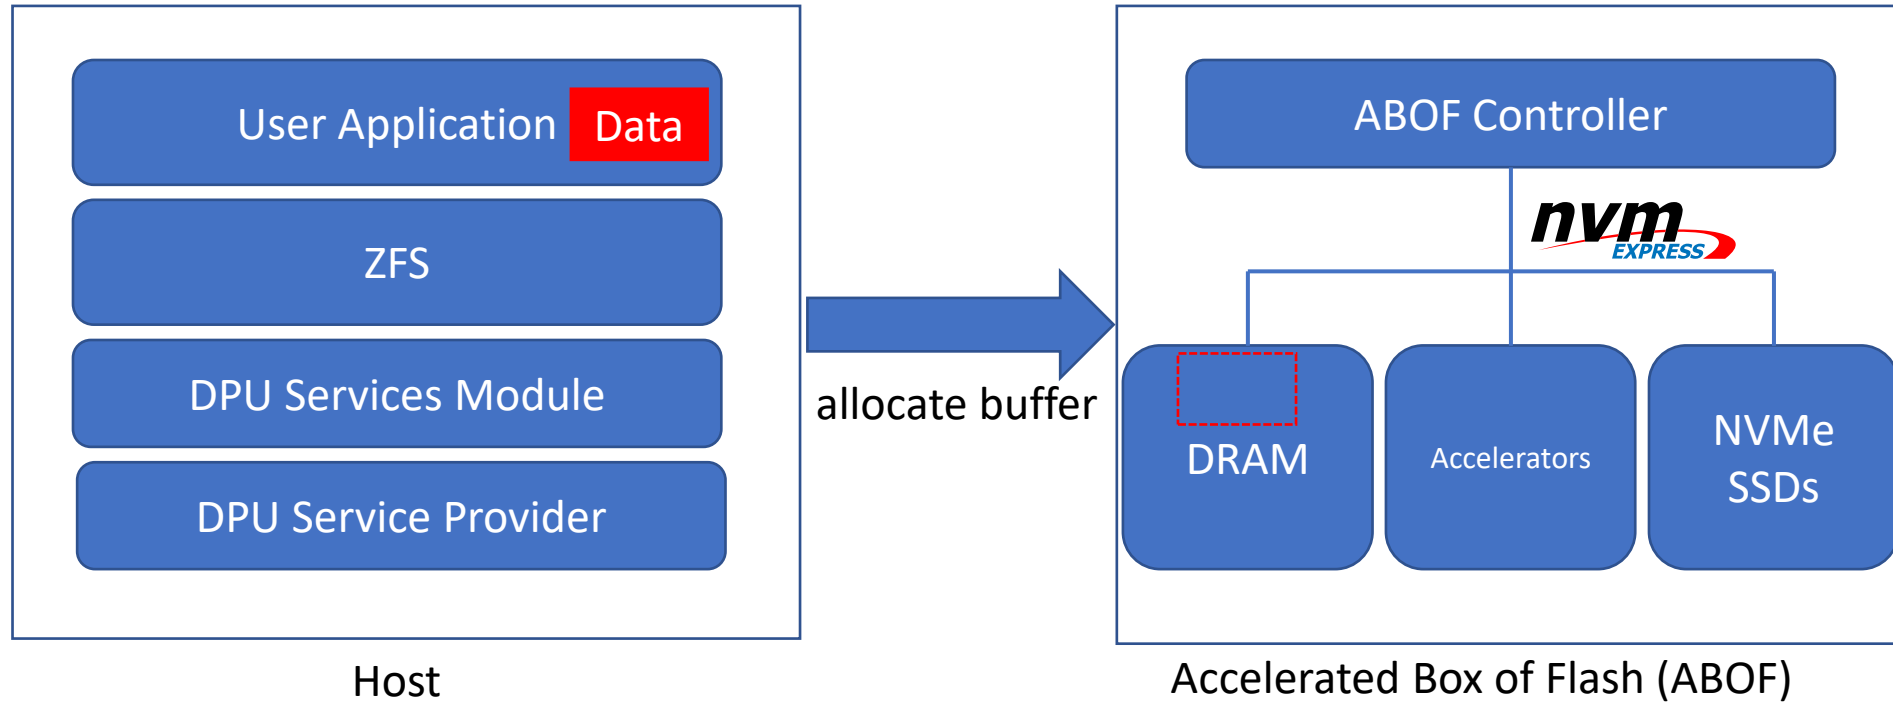 User Application
Data
ZFS
DPU Services Module
DPU Service Provider
Host
allocate buffer
ABOF Controller
nvm
EXPRESS
DRAM
Accelerators
NVMe
SSDs
Accelerated Box of Flash (ABOF)